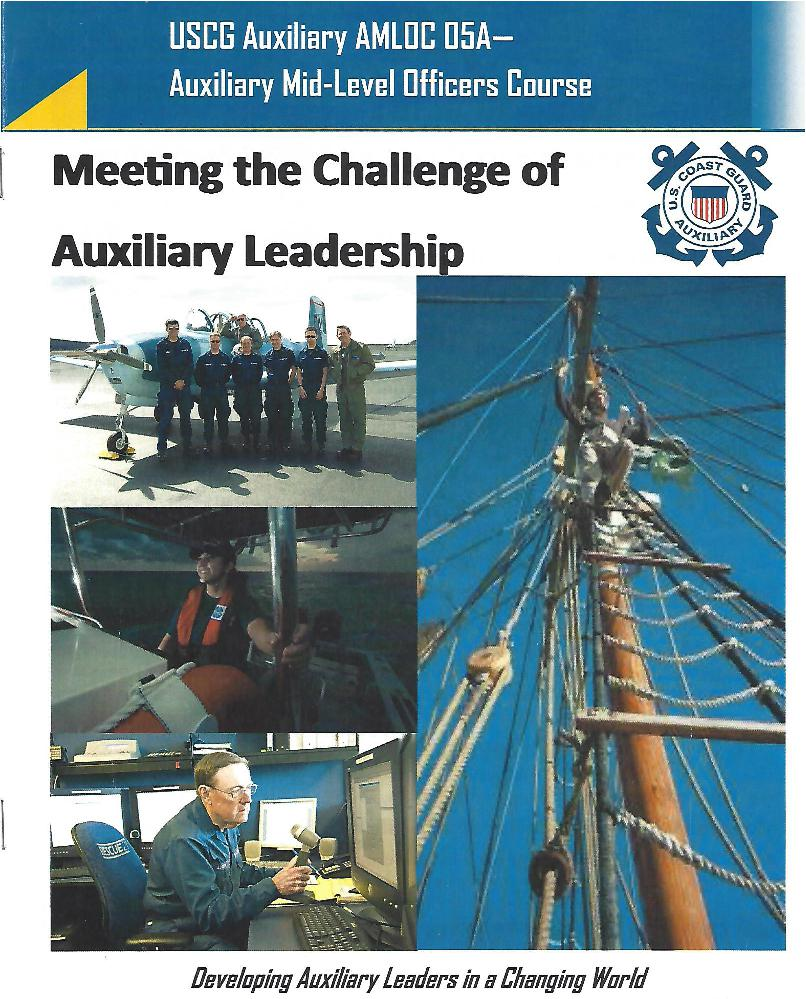 USCG Auxiliary AMLOC 05A—
Auxiliary Mid-Level Officers Course
Meeting the Challenge of
Auxiliary Leadership
U.S. COAST GUARD
AUXILIARY
RESCUE 2
Developing Auxiliary Leaders in a Changing World